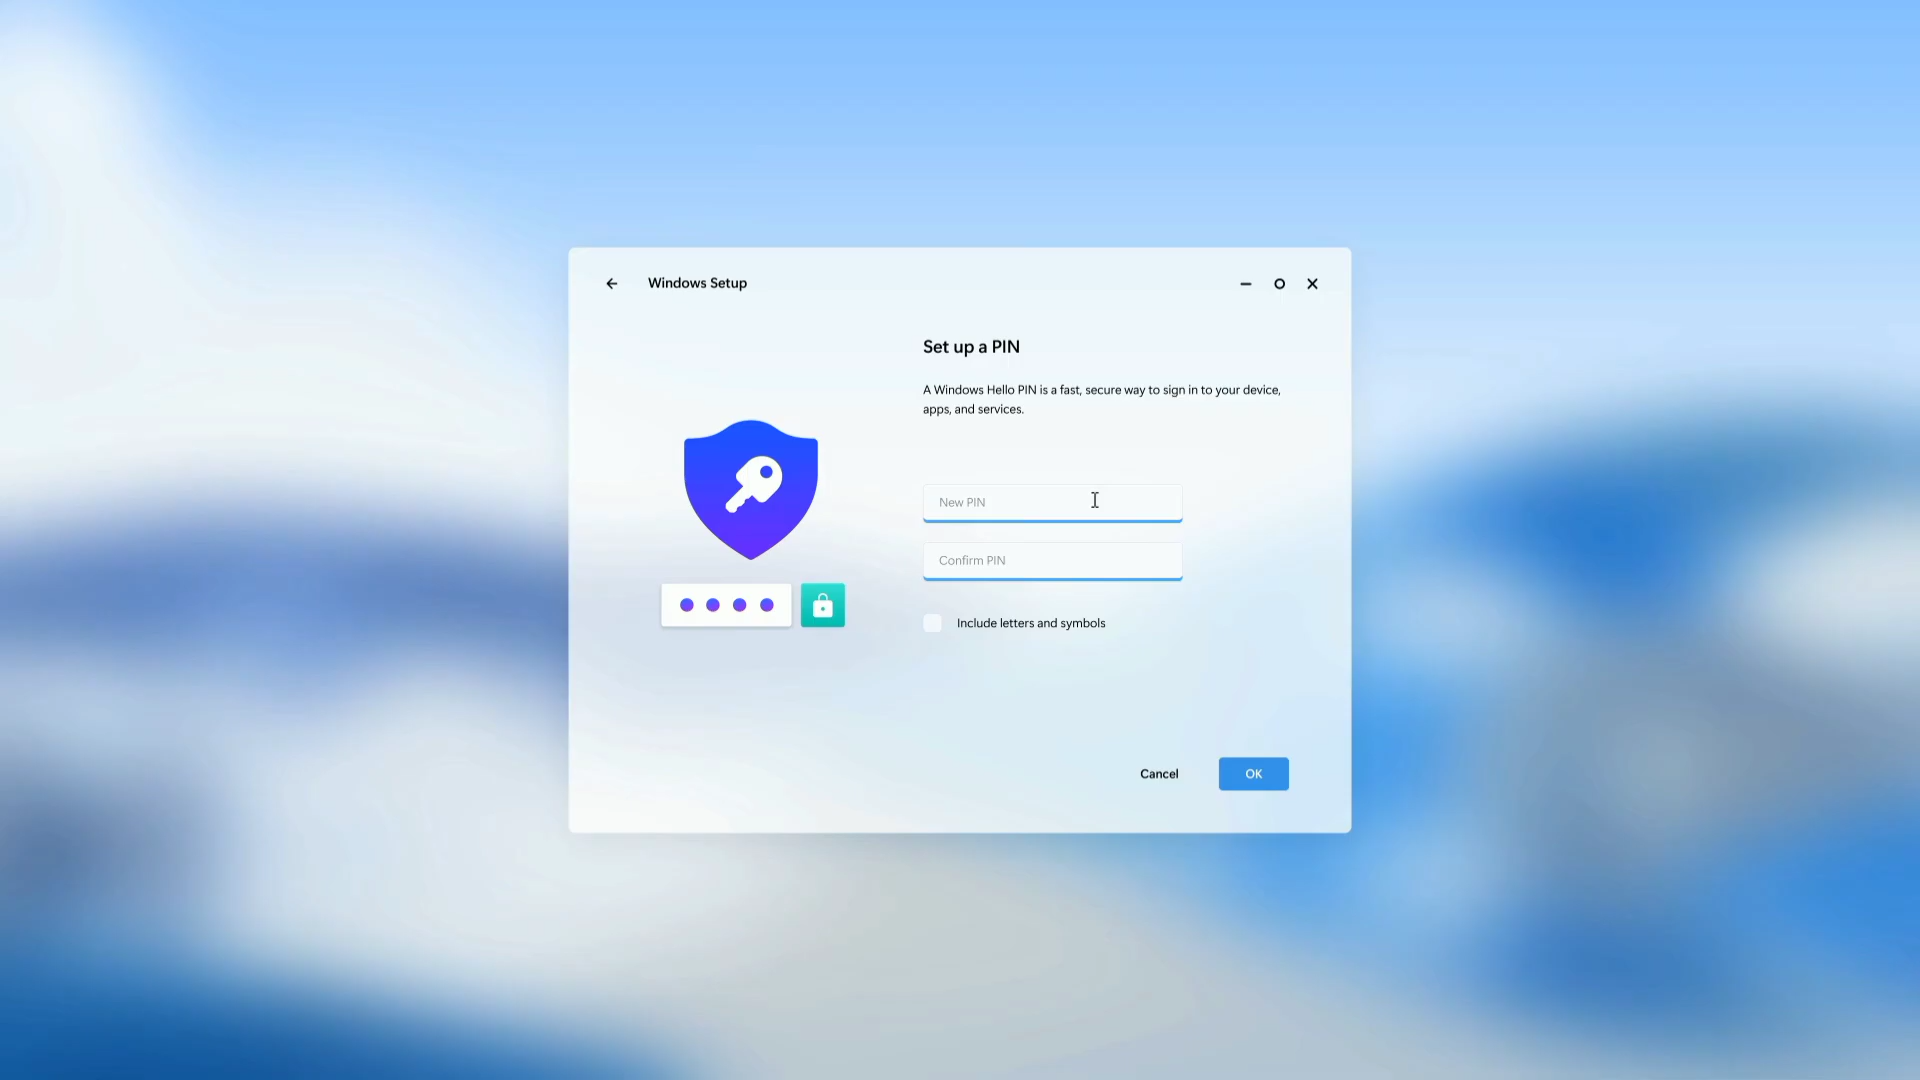 Windows Setup
Set up a PIN
A Windows Hello PIN is a fast, secure way to sign in to your device,
apps, and services.
New PIN
Confirm PIN
Include letters and symbols
Cancel
OK